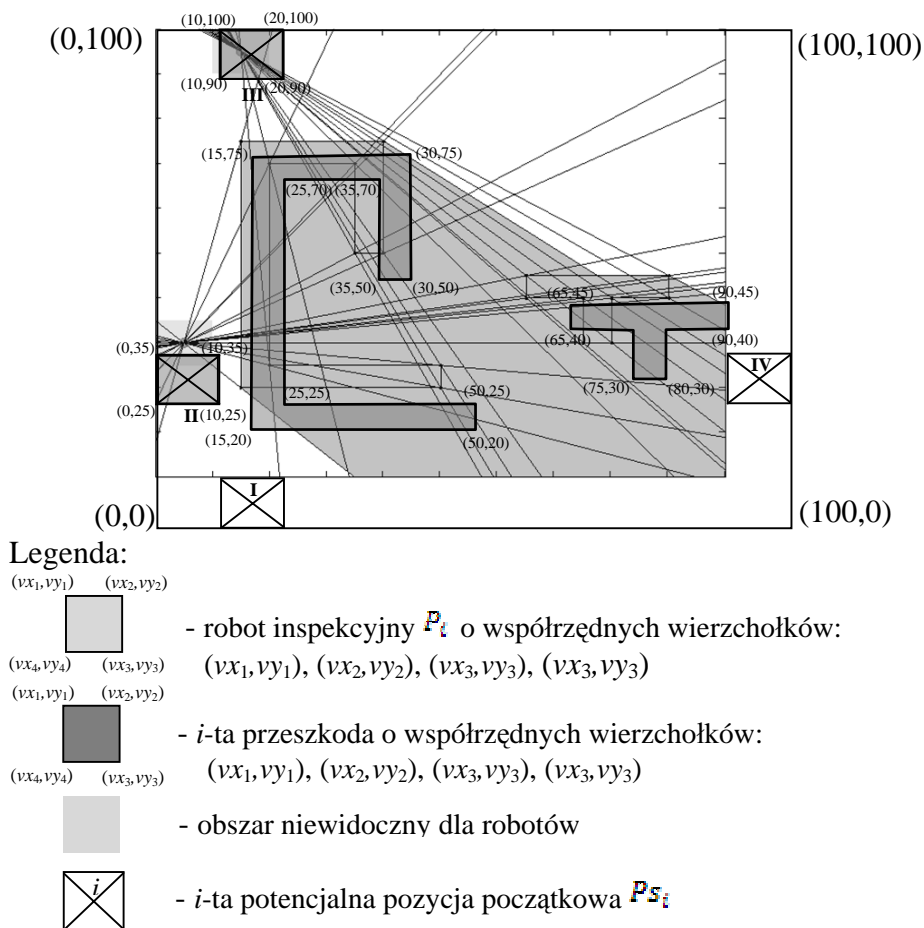 (10,100) (20,100)
(0,100) (100,100)
(10,90) III (20,90)
(15,75) (30,75)
(25,70) (35,70)
(35,50) (30,50)
(65,45) (90,45)
(0,35) (10,35) (65,40) (90,40)
IV
(25,25) (50,25) (75,30) (80,30)
(0,25) II (10,25)
(15,20) (50,20)
I
(0,0) (100,0)
Legenda:
(vx1,vy1) (vx2,vy2)
- robot inspekcyjny Pi o współrzędnych wierzchołków:
(vx4,vy4) (vx3,vy3) (vx1,vy1), (vx2,vy2), (vx3,vy3), (vx3,vy3)
(vx1,vy1) (vx2,vy2)
- i-ta przeszkoda o współrzędnych wierzchołków:
(vx4,vy4) (vx3,vy3) (vx1,vy1), (vx2,vy2), (vx3,vy3), (vx3,vy3)
- obszar niewidoczny dla robotów
i
- i-ta potencjalna pozycja początkowa Psi